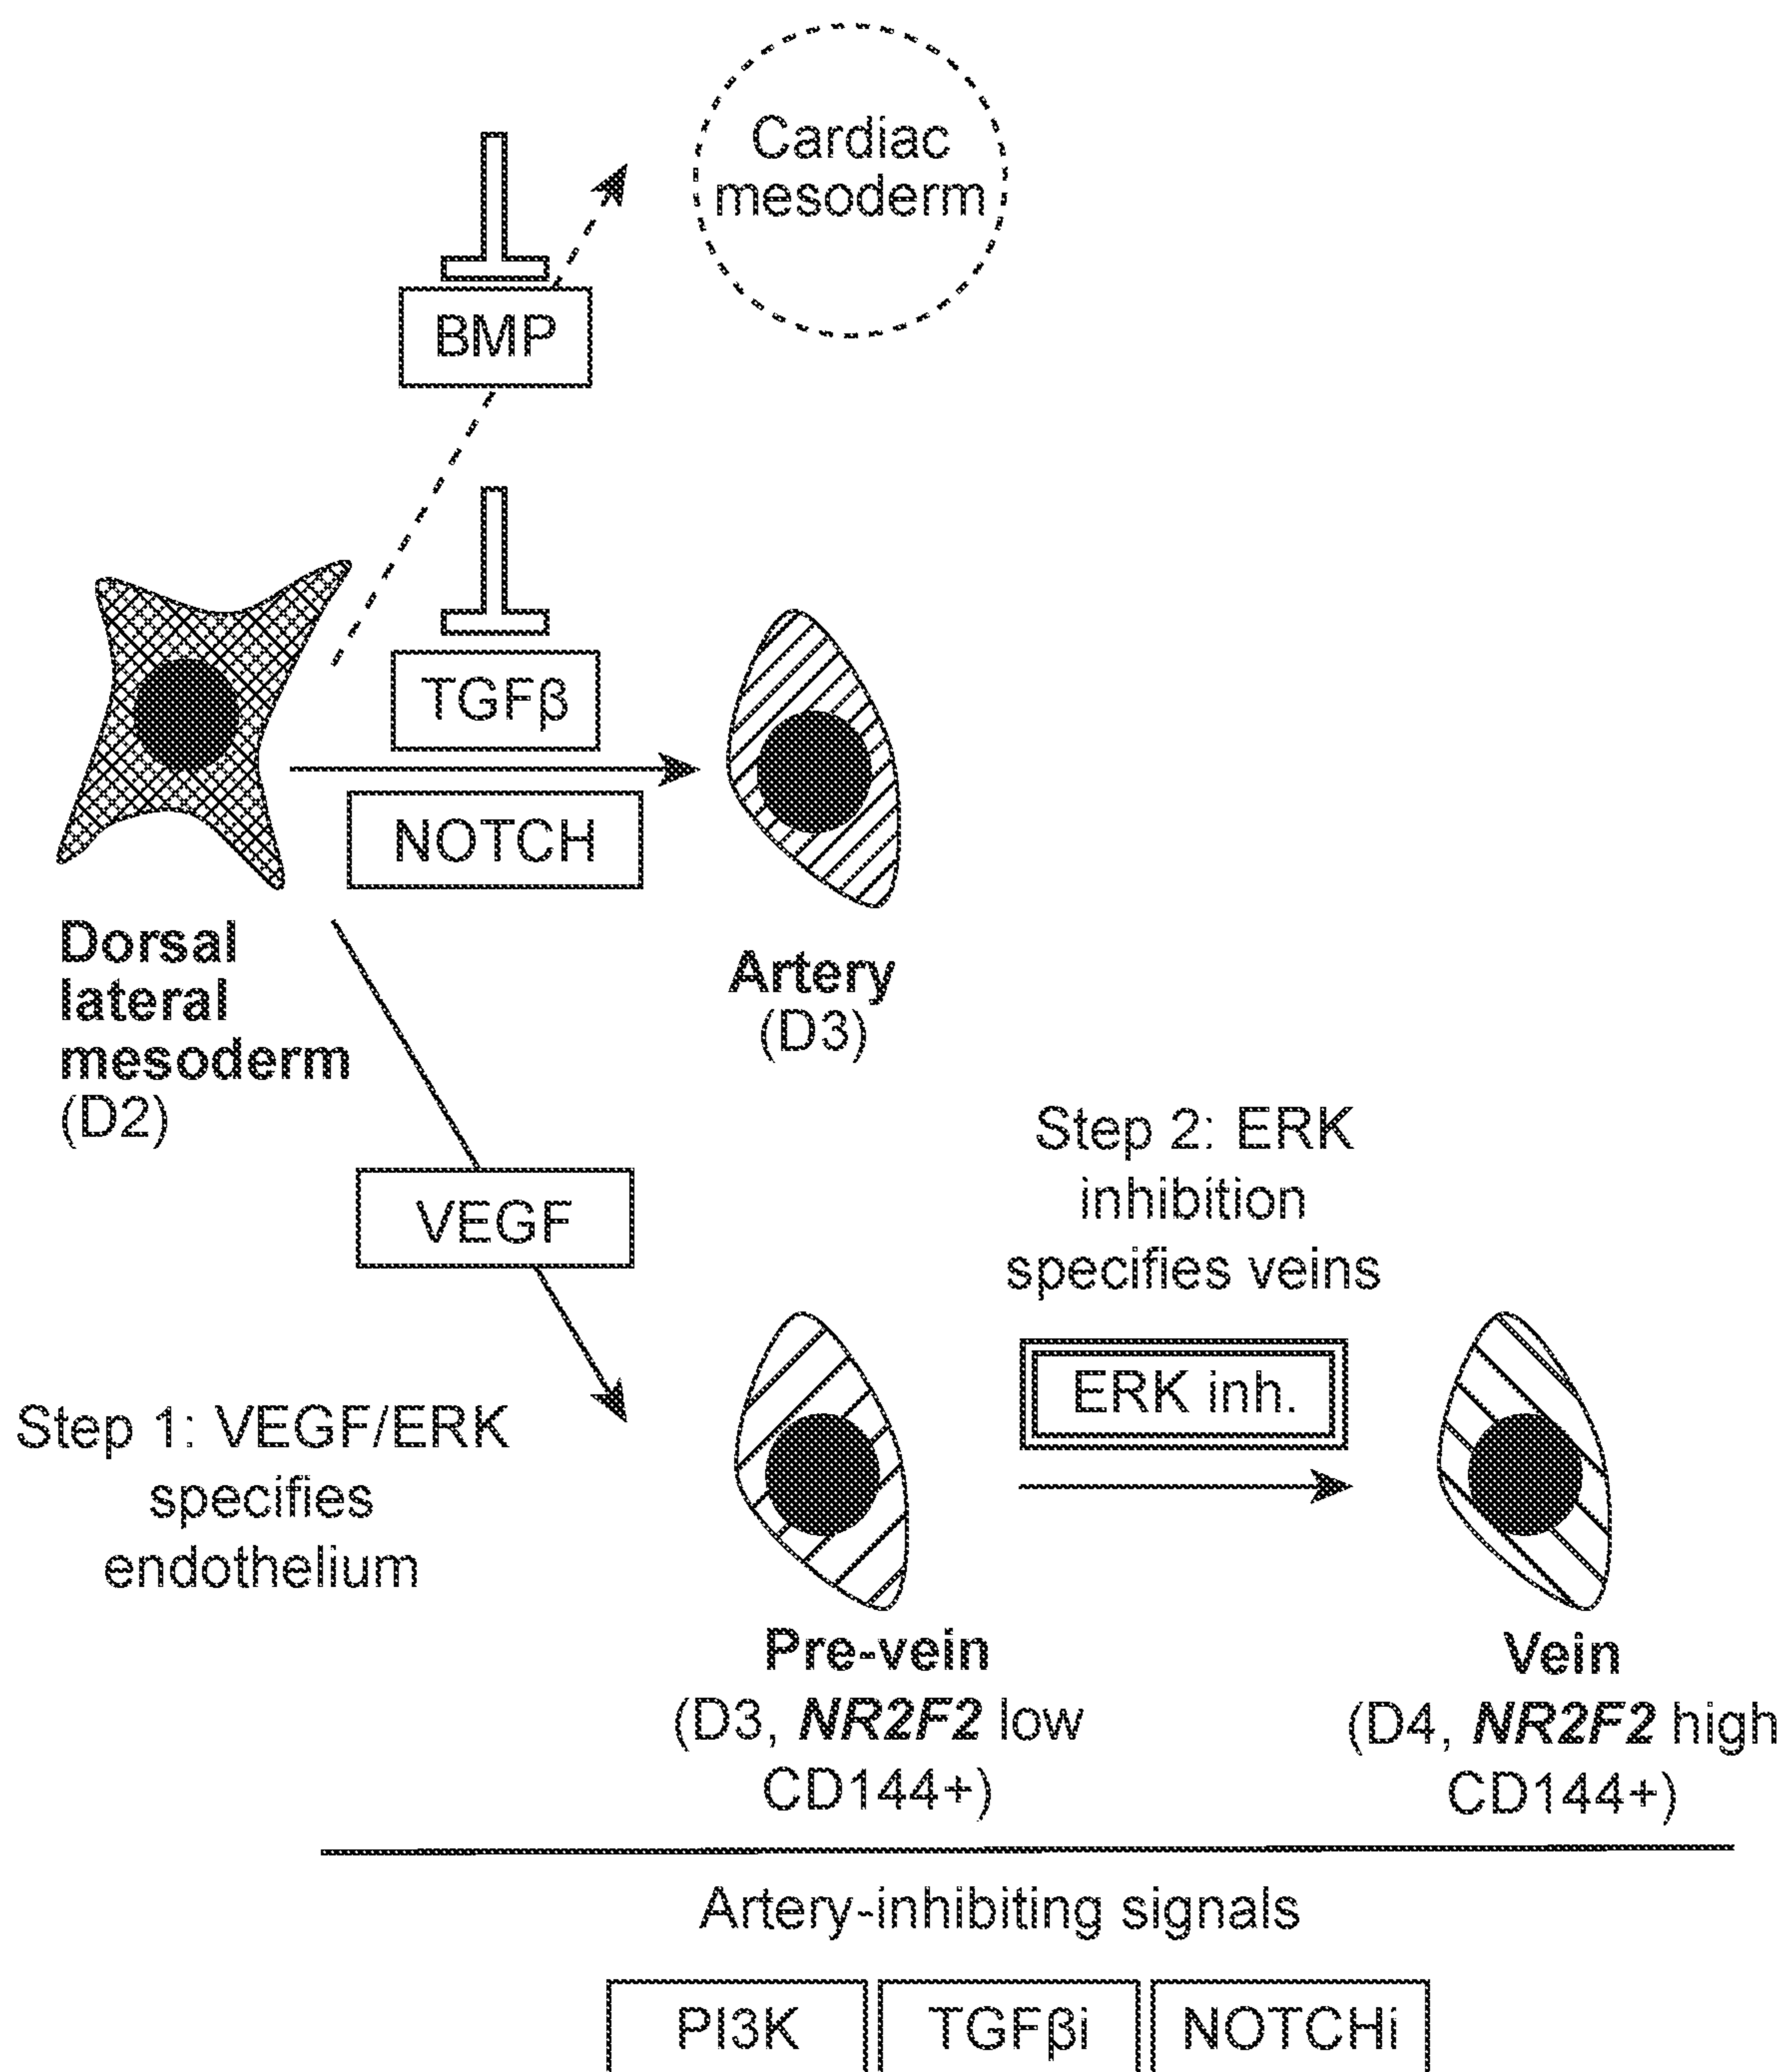 Cardiac
mesoderm
BMP
TGFβ
NOTCH
Dorsal
lateral
mesoderm
(D2)
Artery
(D3)
VEGF
Step 1: VEGF/ERK
specifies
endothelium
Step 2: ERK
inhibition
specifies veins
ERK inh.
Pre-vein
(D3, NR2F2 low
CD144+)
Vein
(D4, NR2F2 high
CD144+)
Artery-inhibiting signals
PI3K
TGFβi
NOTCHi